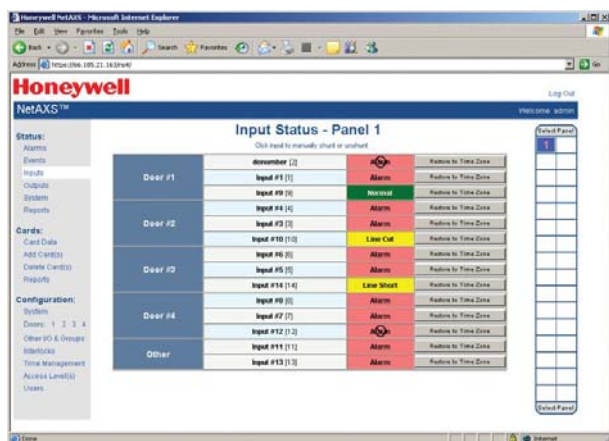 Honeywell NetAXS - Microsoft Internet Explorer
File Edit View Favorites Tools Help
Back Search Favorites
Address Go
Honeywell
Log Out
NetAXS™ Welcome admin
Input Status - Panel 1
Click input to manually shunt or unshunt
Select Panel
1
Status:
Alarms
Events
Inputs
Outputs
System
Reports
Cards:
Card Data
Add Card(s)
Delete Card(s)
Reports
Configuration:
System
Doors: 1 2 3 4
Other I/O & Groups
Interlocks
Time Management
Access Level(s)
Users
Door #1
[2] Alarm Restore to Time Zone
Input #1 [1] Alarm Restore to Time Zone
Input #9 [9] Normal Restore to Time Zone
Door #2
Input #4 [4] Alarm Restore to Time Zone
Input #3 [3] Alarm Restore to Time Zone
Input #10 [10] Line Cut Restore to Time Zone
Door #3
Input #6 [6] Alarm Restore to Time Zone
Input #5 [5] Alarm Restore to Time Zone
Input #14 [14] Line Short Restore to Time Zone
Door #4
Input #8 [8] Alarm Restore to Time Zone
Input #7 [7] Alarm Restore to Time Zone
Input #12 [12] Alarm Restore to Time Zone
Other
Input #11 [11] Alarm Restore to Time Zone
Input #13 [13] Alarm Restore to Time Zone
Select Panel
Done Internet